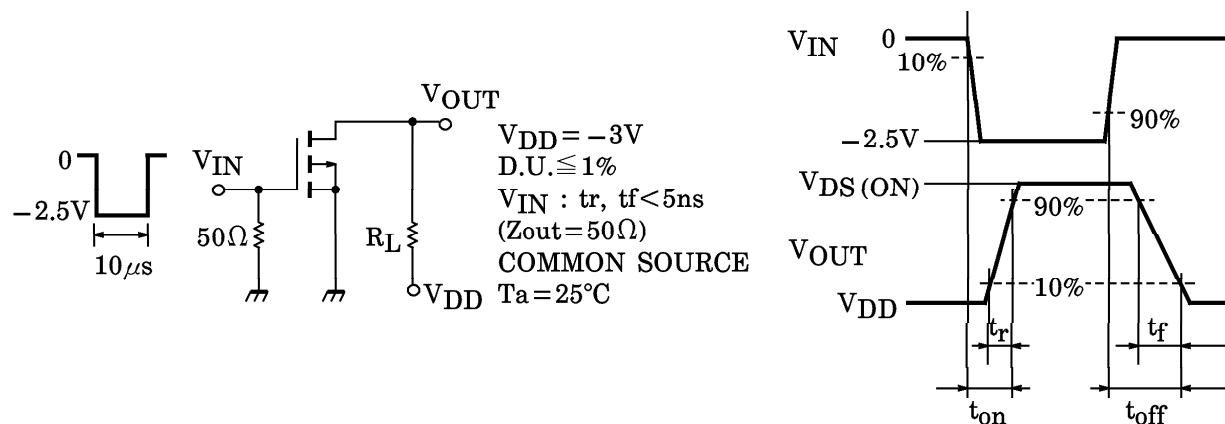 0
−2.5V
10μs
VIN
50Ω
VOUT
RL
VDD
VDD = −3V
D.U.≦1%
VIN : tr, tf<5ns
(Zout=50Ω)
COMMON SOURCE
Ta=25°C
VIN
0
10%
90%
−2.5V
VDS (ON)
90%
VOUT
10%
VDD
tr
tf
ton
toff